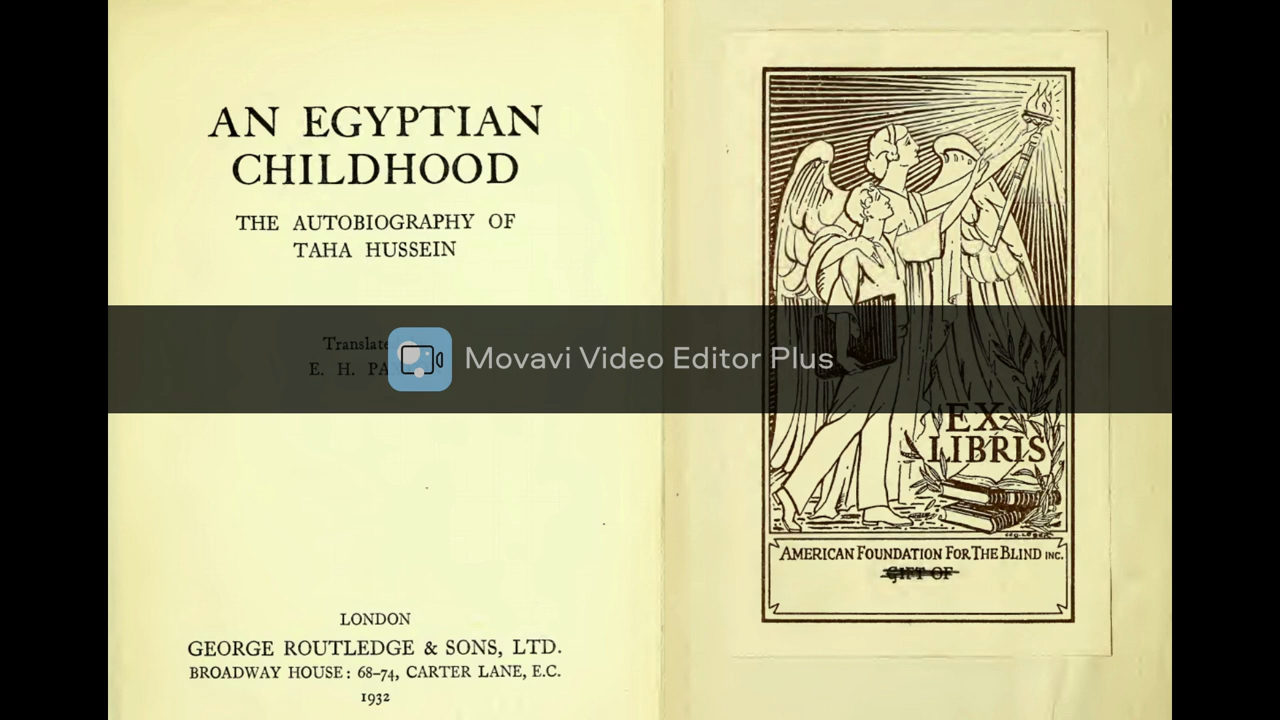 AN EGYPTIAN
CHILDHOOD
THE AUTOBIOGRAPHY OF
TAHA HUSSEIN
E. H.
Movavi Video Editor Plus
LONDON
GEORGE ROUTLEDGE & SONS, LTD.
BROADWAY HOUSE: 68–74, CARTER LANE, E.C.
1932
EX-
LIBRIS
AMERICAN FOUNDATION FOR THE BLIND INC.
GIFT OF